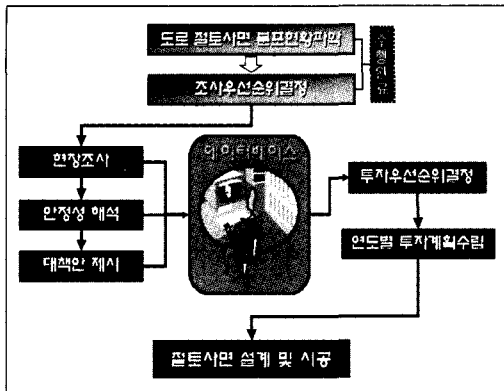 도로 절토사면 분포현황파악
조사우선순위결정
현장조사
안정성 해석
대책안 제시
데이터베이스
투자우선순위결정
연도별 투자계획수립
절토사면 설계 및 시공